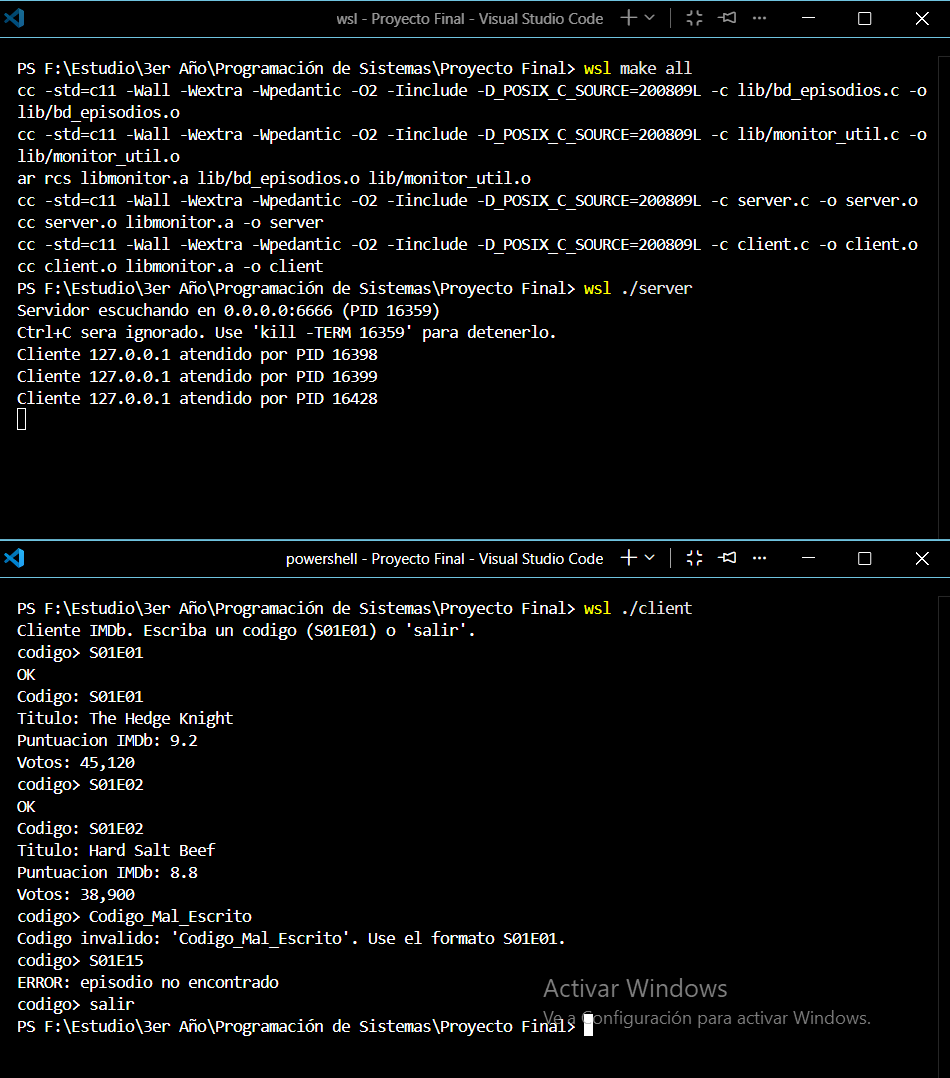 wsl - Proyecto Final - Visual Studio Code
PS F:\Estudio\3er Año\Programación de Sistemas\Proyecto Final> wsl make all
cc -std=c11 -Wall -Wextra -Wpedantic -O2 -Iinclude -D_POSIX_C_SOURCE=200809L -c lib/bd_episodios.c -o
lib/bd_episodios.o
cc -std=c11 -Wall -Wextra -Wpedantic -O2 -Iinclude -D_POSIX_C_SOURCE=200809L -c lib/monitor_util.c -o
lib/monitor_util.o
ar rcs libmonitor.a lib/bd_episodios.o lib/monitor_util.o
cc -std=c11 -Wall -Wextra -Wpedantic -O2 -Iinclude -D_POSIX_C_SOURCE=200809L -c server.c -o server.o
cc server.o libmonitor.a -o server
cc -std=c11 -Wall -Wextra -Wpedantic -O2 -Iinclude -D_POSIX_C_SOURCE=200809L -c client.c -o client.o
cc client.o libmonitor.a -o client
PS F:\Estudio\3er Año\Programación de Sistemas\Proyecto Final> wsl ./server
Servidor escuchando en 0.0.0.0:6666 (PID 16359)
Ctrl+C sera ignorado. Use 'kill -TERM 16359' para detenerlo.
Cliente 127.0.0.1 atendido por PID 16398
Cliente 127.0.0.1 atendido por PID 16399
Cliente 127.0.0.1 atendido por PID 16428
powershell - Proyecto Final - Visual Studio Code
PS F:\Estudio\3er Año\Programación de Sistemas\Proyecto Final> wsl ./client
Cliente IMDb. Escriba un codigo (S01E01) o 'salir'.
codigo> S01E01
OK
Codigo: S01E01
Titulo: The Hedge Knight
Puntuacion IMDb: 9.2
Votos: 45,120
codigo> S01E02
OK
Codigo: S01E02
Titulo: Hard Salt Beef
Puntuacion IMDb: 8.8
Votos: 38,900
codigo> Codigo_Mal_Escrito
Codigo invalido: 'Codigo_Mal_Escrito'. Use el formato S01E01.
codigo> S01E15
ERROR: episodio no encontrado
codigo> salir
PS F:\Estudio\3er Año\Programación de Sistemas\Proyecto Final>
Activar Windows
Ve a Configuración para activar Windows.